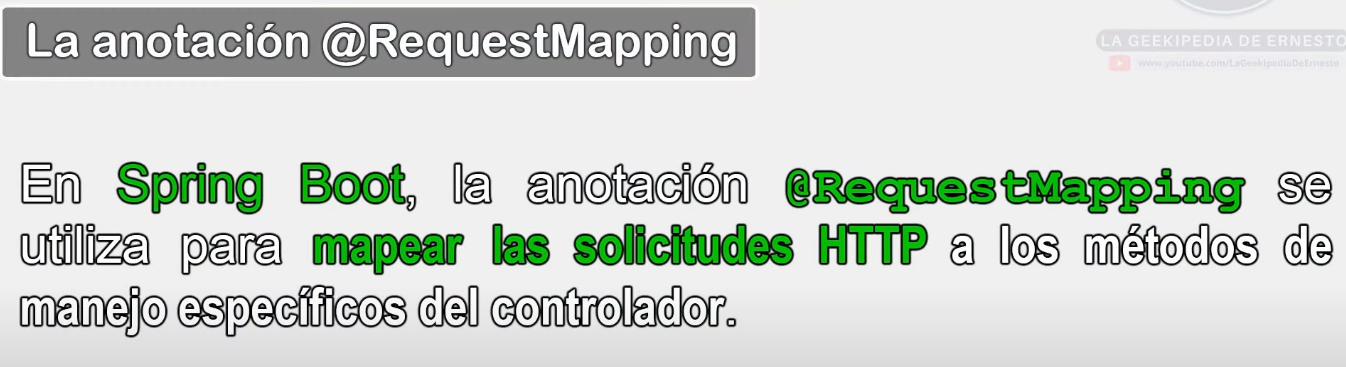 La anotación @RequestMapping
LA GEEKIPEDIA DE ERNESTO
www.youtube.com/LaGeekipediaDeErnesto
En Spring Boot, la anotación @RequestMapping se
utiliza para mapear las solicitudes HTTP a los métodos de
manejo específicos del controlador.